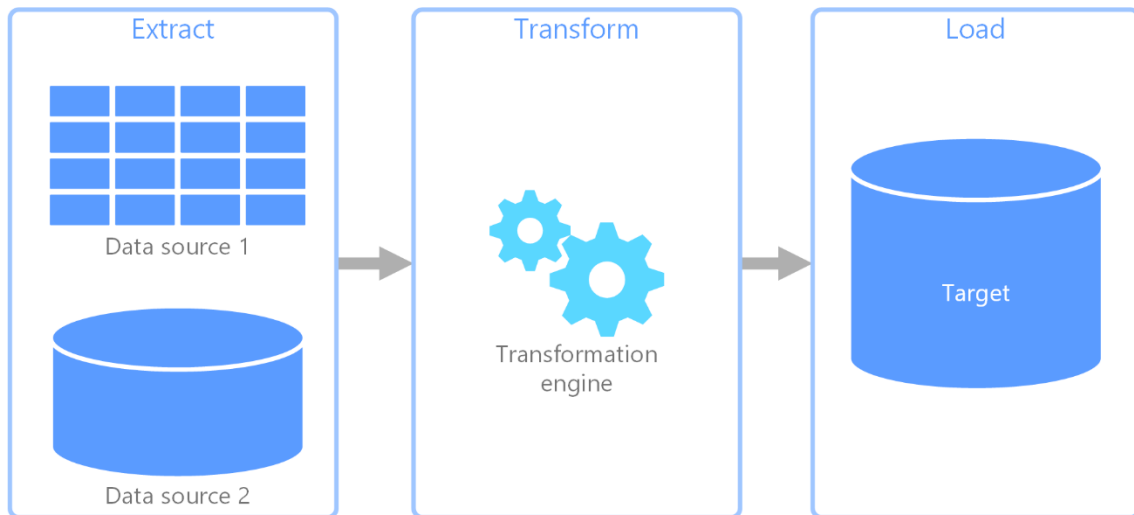 Extract
Data source 1
Data source 2
Transform
Transformation
engine
Load
Target